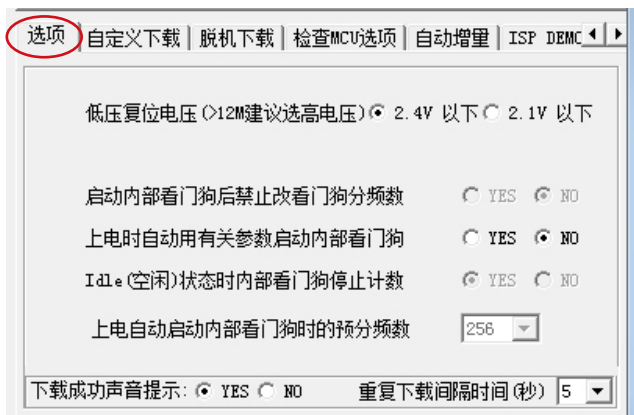 选项 自定义下载 脱机下载 检查MCU选项 自动增量 ISP DEMO
低压复位电压(>12M建议选高电压) 2.4V 以下 2.1V 以下
启动内部看门狗后禁止改看门狗分频数 YES NO
上电时自动用有关参数启动内部看门狗 YES NO
Idle(空闲)状态时内部看门狗停止计数 YES NO
上电自动启动内部看门狗时的预分频数 256
下载成功声音提示: YES NO 重复下载间隔时间(秒) 5